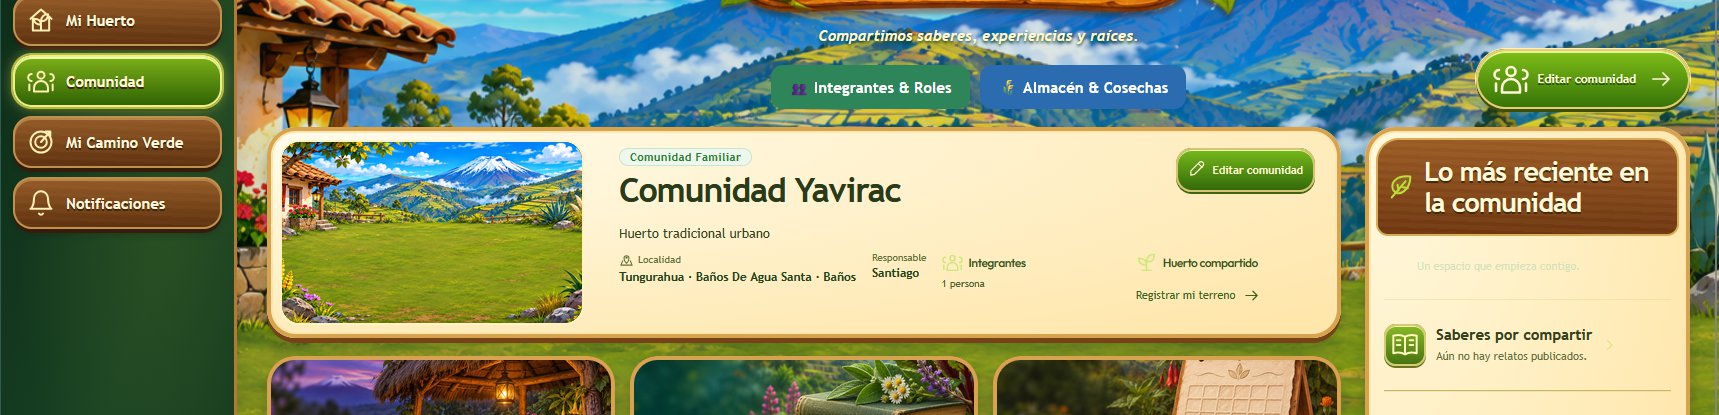 Mi Huerto
Comunidad
Mi Camino Verde
Notificaciones
Compartimos saberes, experiencias y raíces.
Integrantes & Roles
Almacén & Cosechas
Editar comunidad
Comunidad Familiar
Comunidad Yavirac
Editar comunidad
Huerto tradicional urbano
Localidad
Tungurahua · Baños De Agua Santa · Baños
Responsable
Santiago
Integrantes
1 persona
Huerto compartido
Registrar mi terreno
Lo más reciente en
la comunidad
Un espacio que empieza contigo.
Saberes por compartir
Aún no hay relatos publicados.